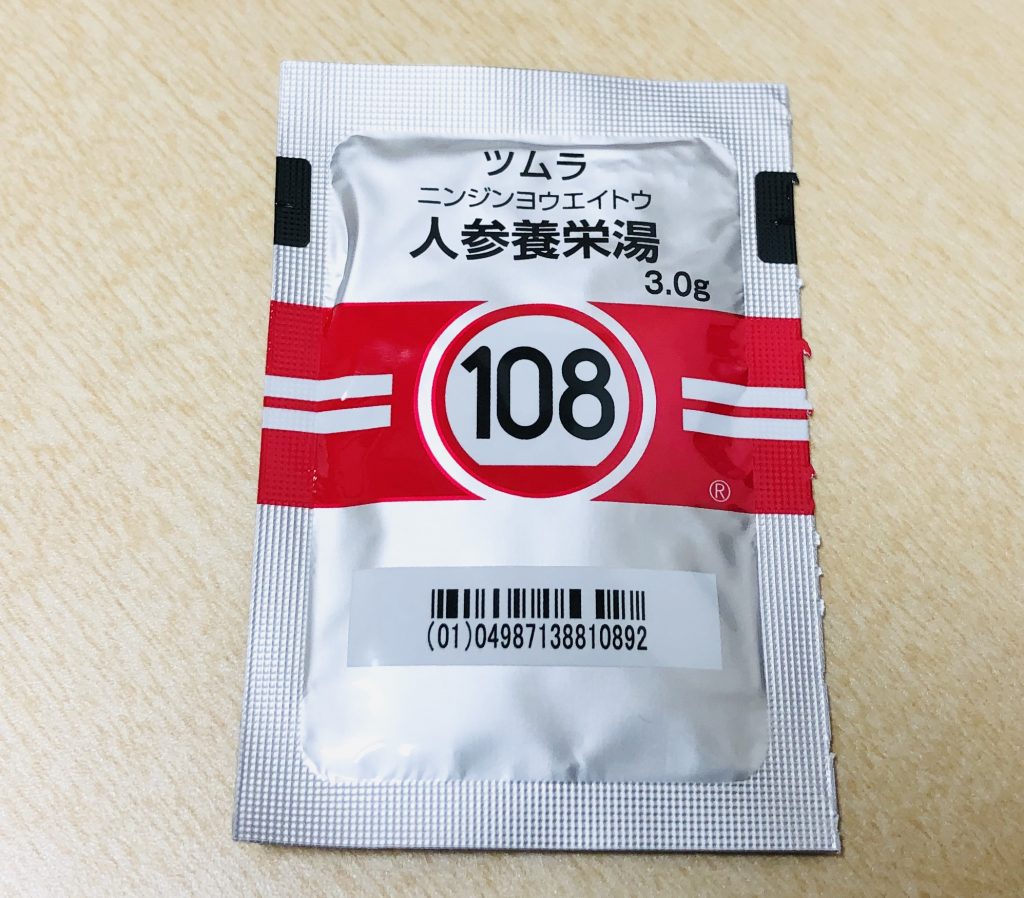 ツムラ
ニンジンヨウエイトウ
人参養栄湯
3.0g
108
®
(01)04987138810892